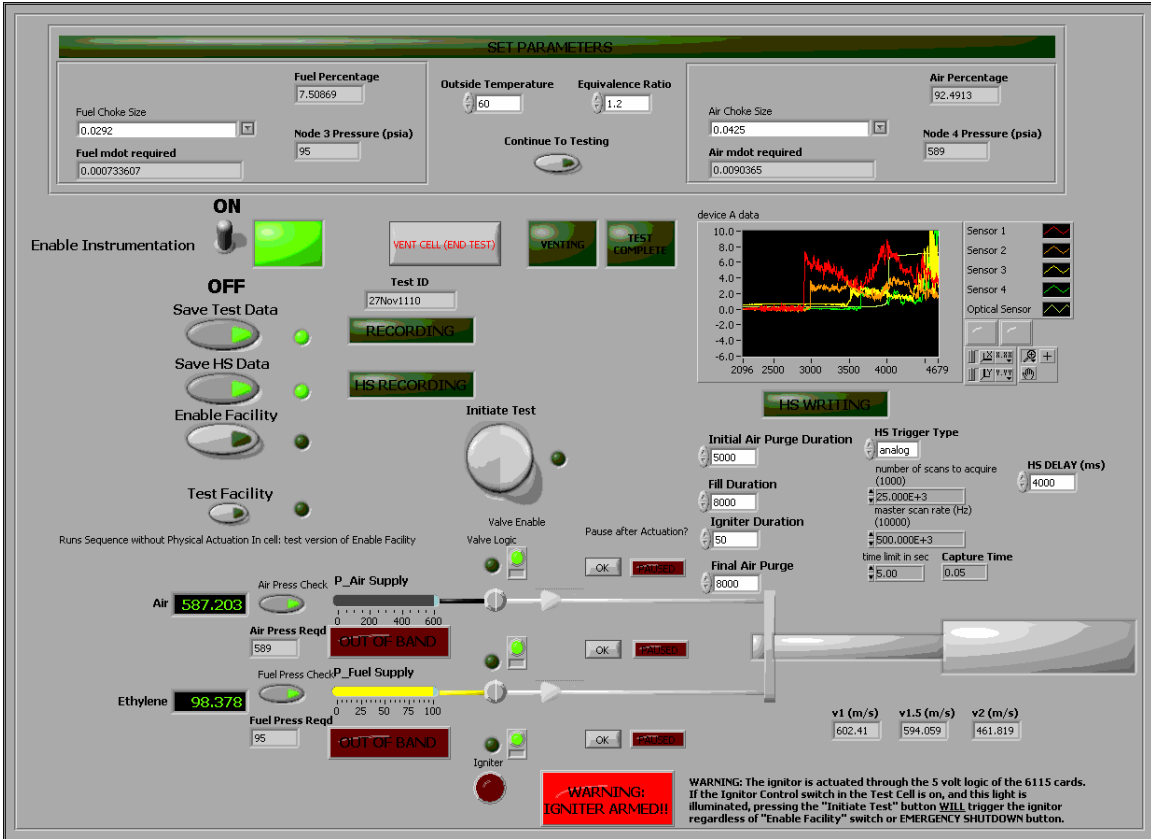 SET PARAMETERS
Fuel Percentage
7.50869
Fuel Choke Size
0.0292
Node 3 Pressure (psia)
95
Fuel mdot required
0.000733607
Outside Temperature
60
Equivalence Ratio
1.2
Continue To Testing
Air Percentage
92.4913
Air Choke Size
0.0425
Node 4 Pressure (psia)
589
Air mdot required
0.0090365
ON
Enable Instrumentation
OFF
VENT CELL (END TEST)
VENTING
TEST
COMPLETE
Test ID
27Nov1110
Save Test Data
RECORDING
Save HS Data
HS RECORDING
Enable Facility
Initiate Test
Test Facility
Runs Sequence without Physical Actuation In cell: test version of Enable Facility
device A data
10.0
8.0
6.0
4.0
2.0
0.0
-2.0
-4.0
-6.0
2096 2500 3000 3500 4000 4679
Sensor 1
Sensor 2
Sensor 3
Sensor 4
Optical Sensor
HS WRITING
Initial Air Purge Duration
5000
Fill Duration
8000
Igniter Duration
50
Final Air Purge
8000
HS Trigger Type
analog
number of scans to acquire
(1000)
25.000E+3
master scan rate (Hz)
(10000)
500.000E+3
time limit in sec
5.00
Capture Time
0.05
HS DELAY (ms)
4000
Valve Enable
Valve Logic
Pause after Actuation?
OK
PAUSED
Air
587.203
Air Press Check
P_Air Supply
0 200 400 600
Air Press Reqd
589
OUT OF BAND
OK
PAUSED
Ethylene
98.378
Fuel Press Check
P_Fuel Supply
0 25 50 75 100
Fuel Press Reqd
95
OUT OF BAND
OK
PAUSED
Igniter
WARNING:
IGNITER ARMED!!
v1 (m/s)
602.41
v1.5 (m/s)
594.059
v2 (m/s)
461.819
WARNING: The ignitor is actuated through the 5 volt logic of the 6115 cards.
If the Ignitor Control switch in the Test Cell is on, and this light is
illuminated, pressing the "Initiate Test" button WILL trigger the ignitor
regardless of "Enable Facility" switch or EMERGENCY SHUTDOWN button.